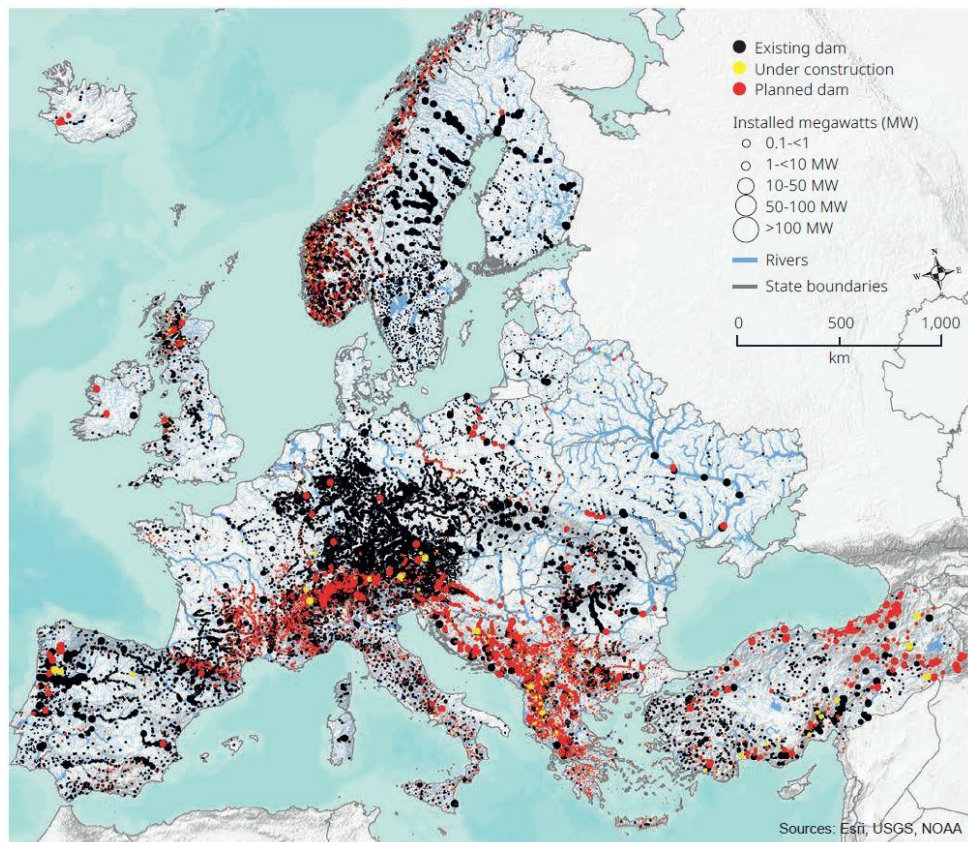 Existing dam
Under construction
Planned dam
Installed megawatts (MW)
0.1-<1
1-<10 MW
10-50 MW
50-100 MW
>100 MW
Rivers
State boundaries
N
W E
S
0 500 1,000
km
Sources: Esri, USGS, NOAA